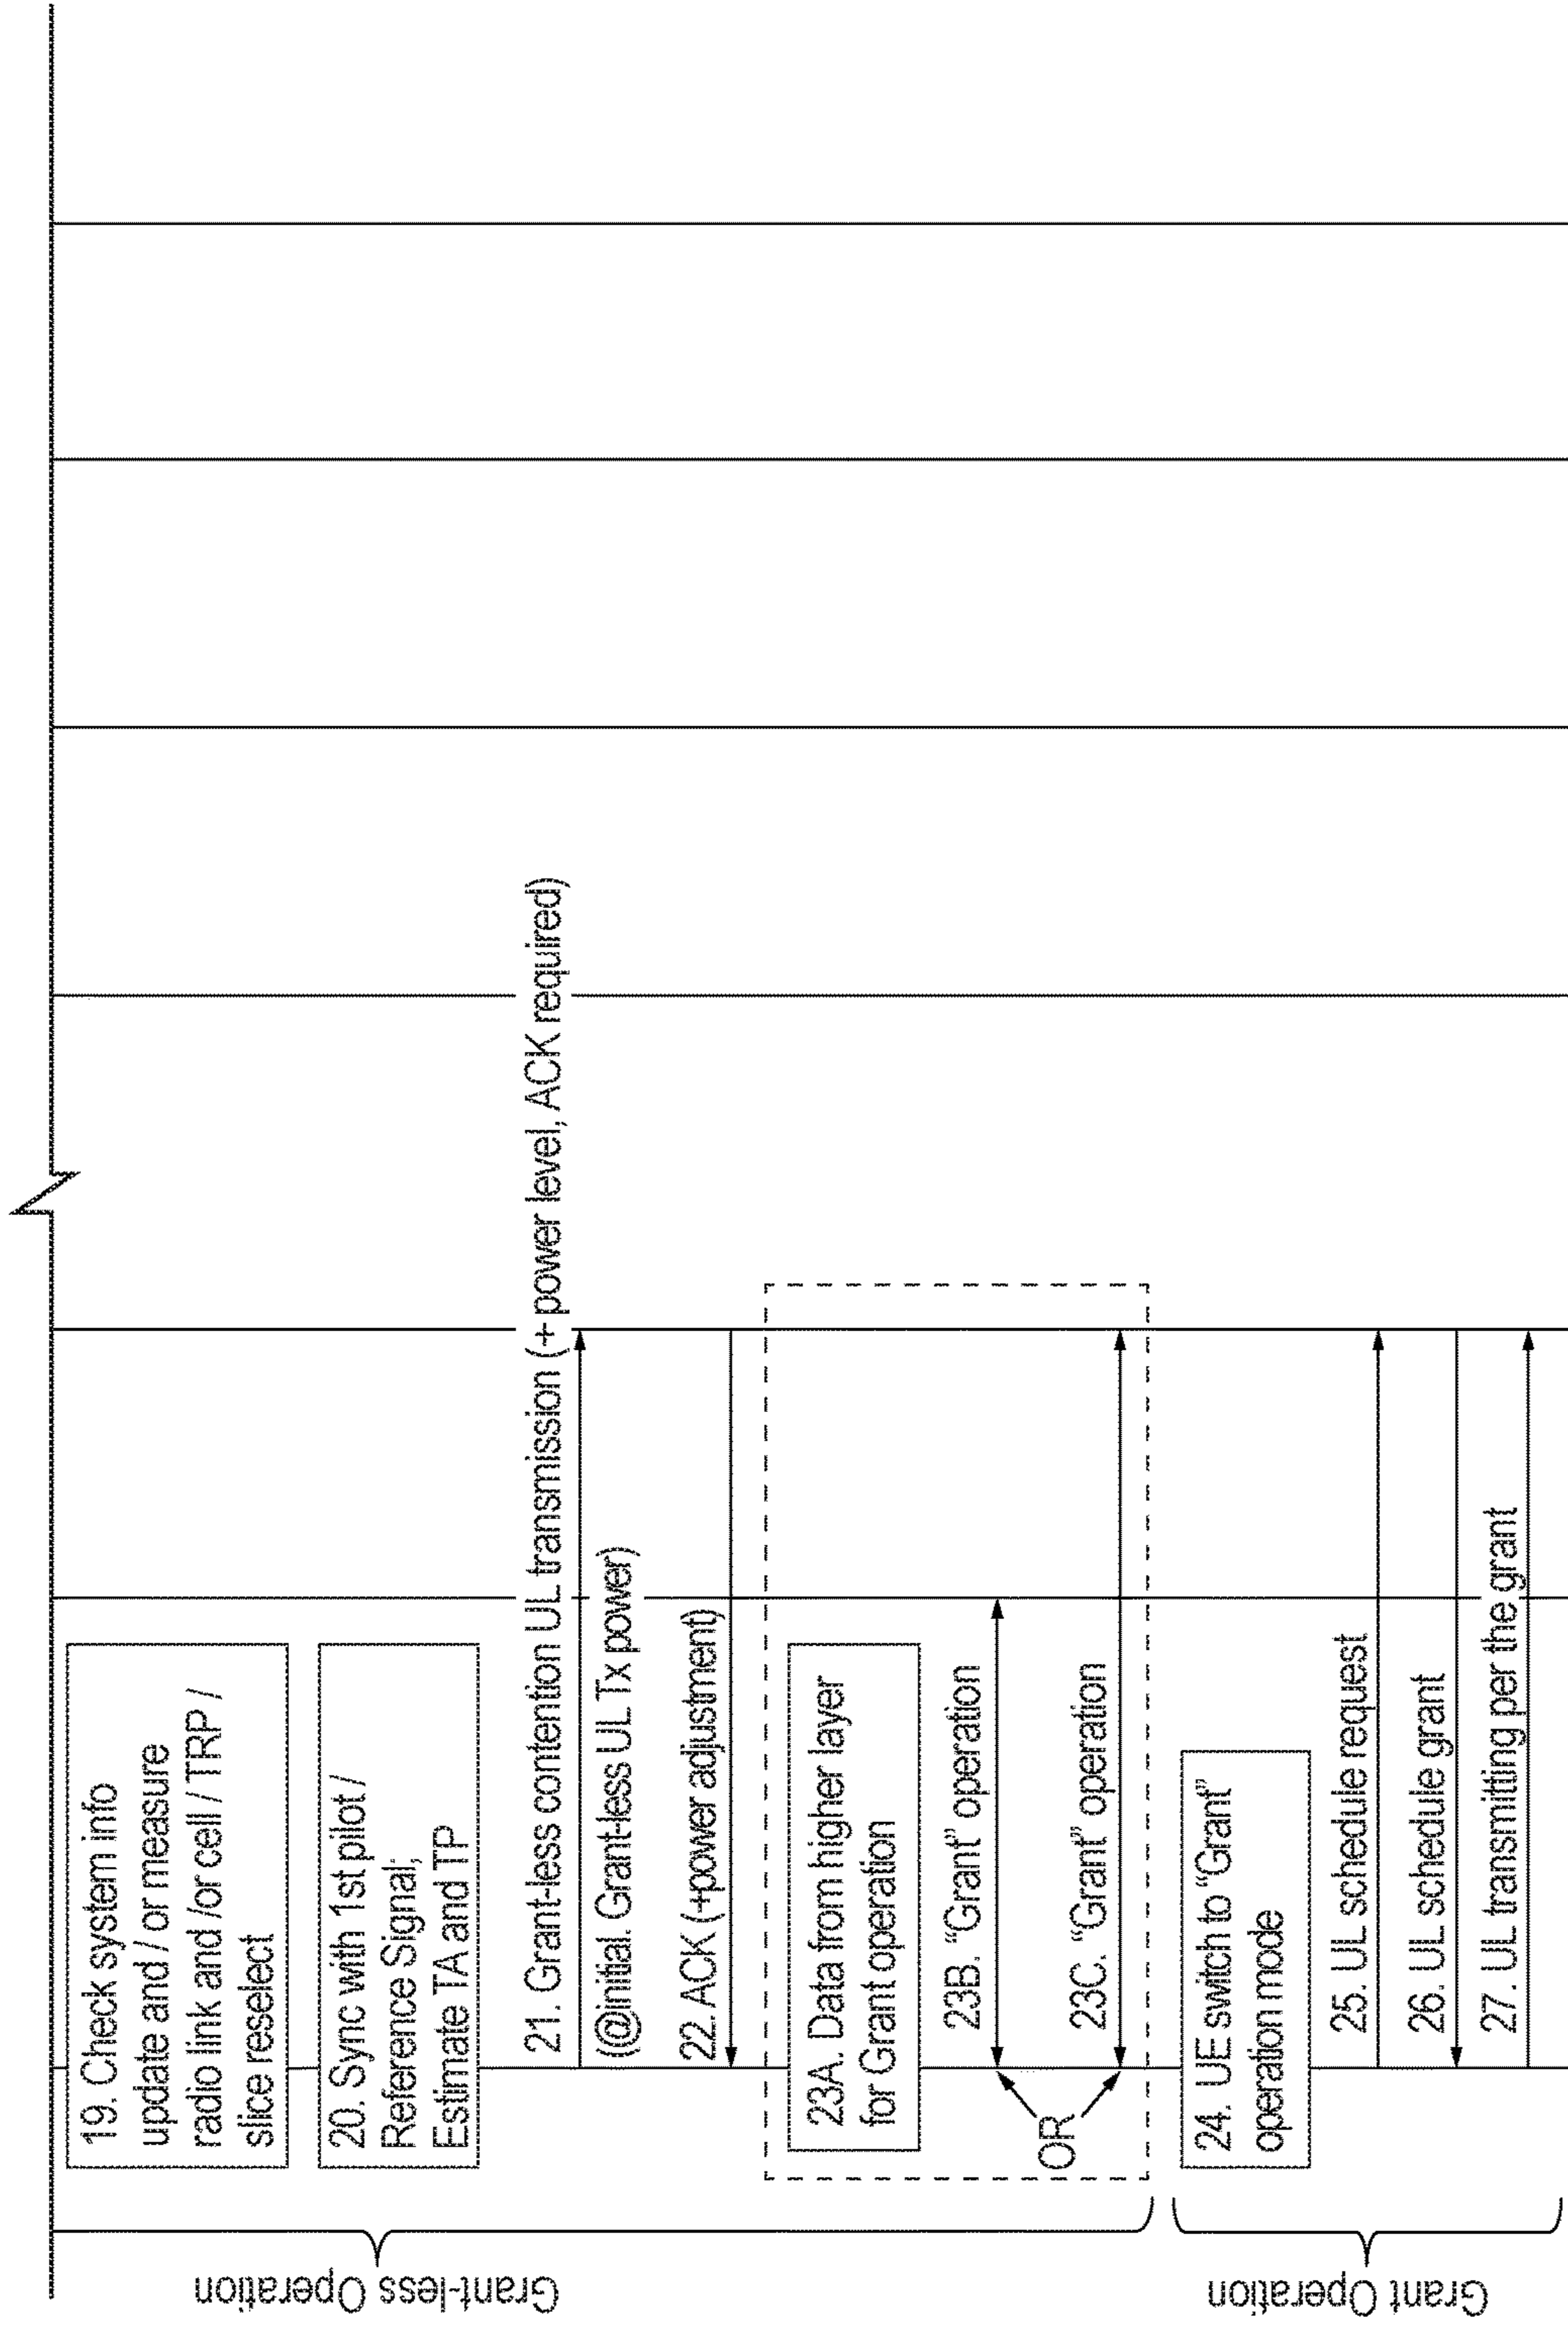 Grant-less Operation
19. Check system info
update and / or measure
radio link and /or cell / TRP /
slice reselect
20. Sync with 1st pilot /
Reference Signal;
Estimate TA and TP
21. Grant-less contention UL transmission (+ power level, ACK required)
(@initial. Grant-less UL Tx power)
22. ACK (+power adjustment)
23A. Data from higher layer
for Grant operation
23B. “Grant” operation
OR
23C. “Grant” operation
Grant Operation
24. UE switch to “Grant”
operation mode
25. UL schedule request
26. UL schedule grant
27. UL transmitting per the grant